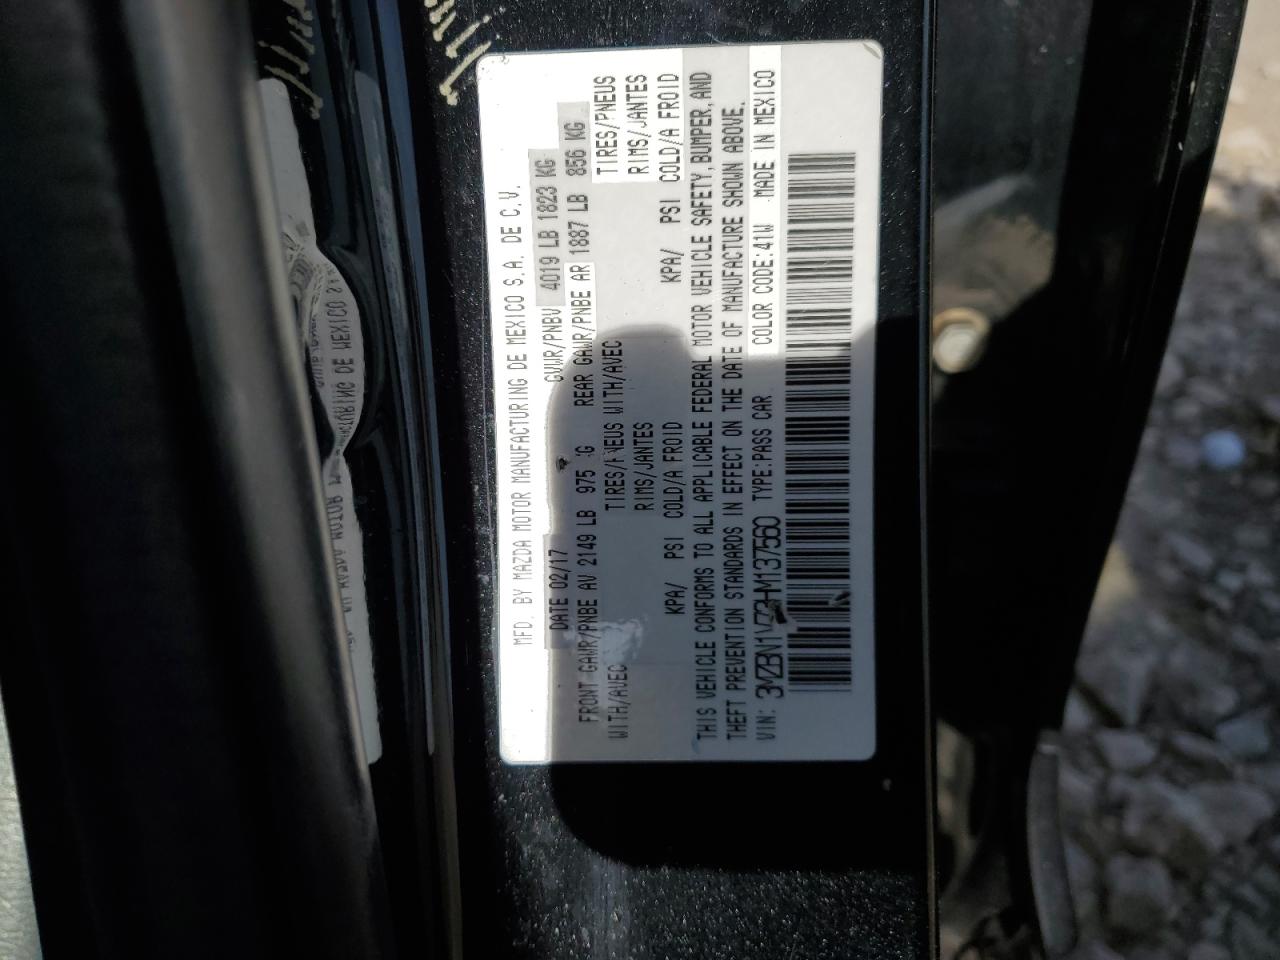 MFD. BY MAZDA MOTOR MANUFACTURING DE MEXICO S.A. DE C.V.
DATE 02/17 GVWR/PNBV 4019 LB 1823 KG
FRONT GAWR/PNBE AV 2149 LB 975 KG REAR GAWR/PNBE AR 1887 LB 856 KG
WITH/AVEC TIRES/PNEUS WITH/AVEC TIRES/PNEUS
RIMS/JANTES RIMS/JANTES
KPA/ PSI COLD/A FROID KPA/ PSI COLD/A FROID
THIS VEHICLE CONFORMS TO ALL APPLICABLE FEDERAL MOTOR VEHICLE SAFETY, BUMPER, AND
THEFT PREVENTION STANDARDS IN EFFECT ON THE DATE OF MANUFACTURE SHOWN ABOVE.
VIN: 3MZBN1V73HM137560 TYPE:PASS CAR COLOR CODE:41W MADE IN MEXICO